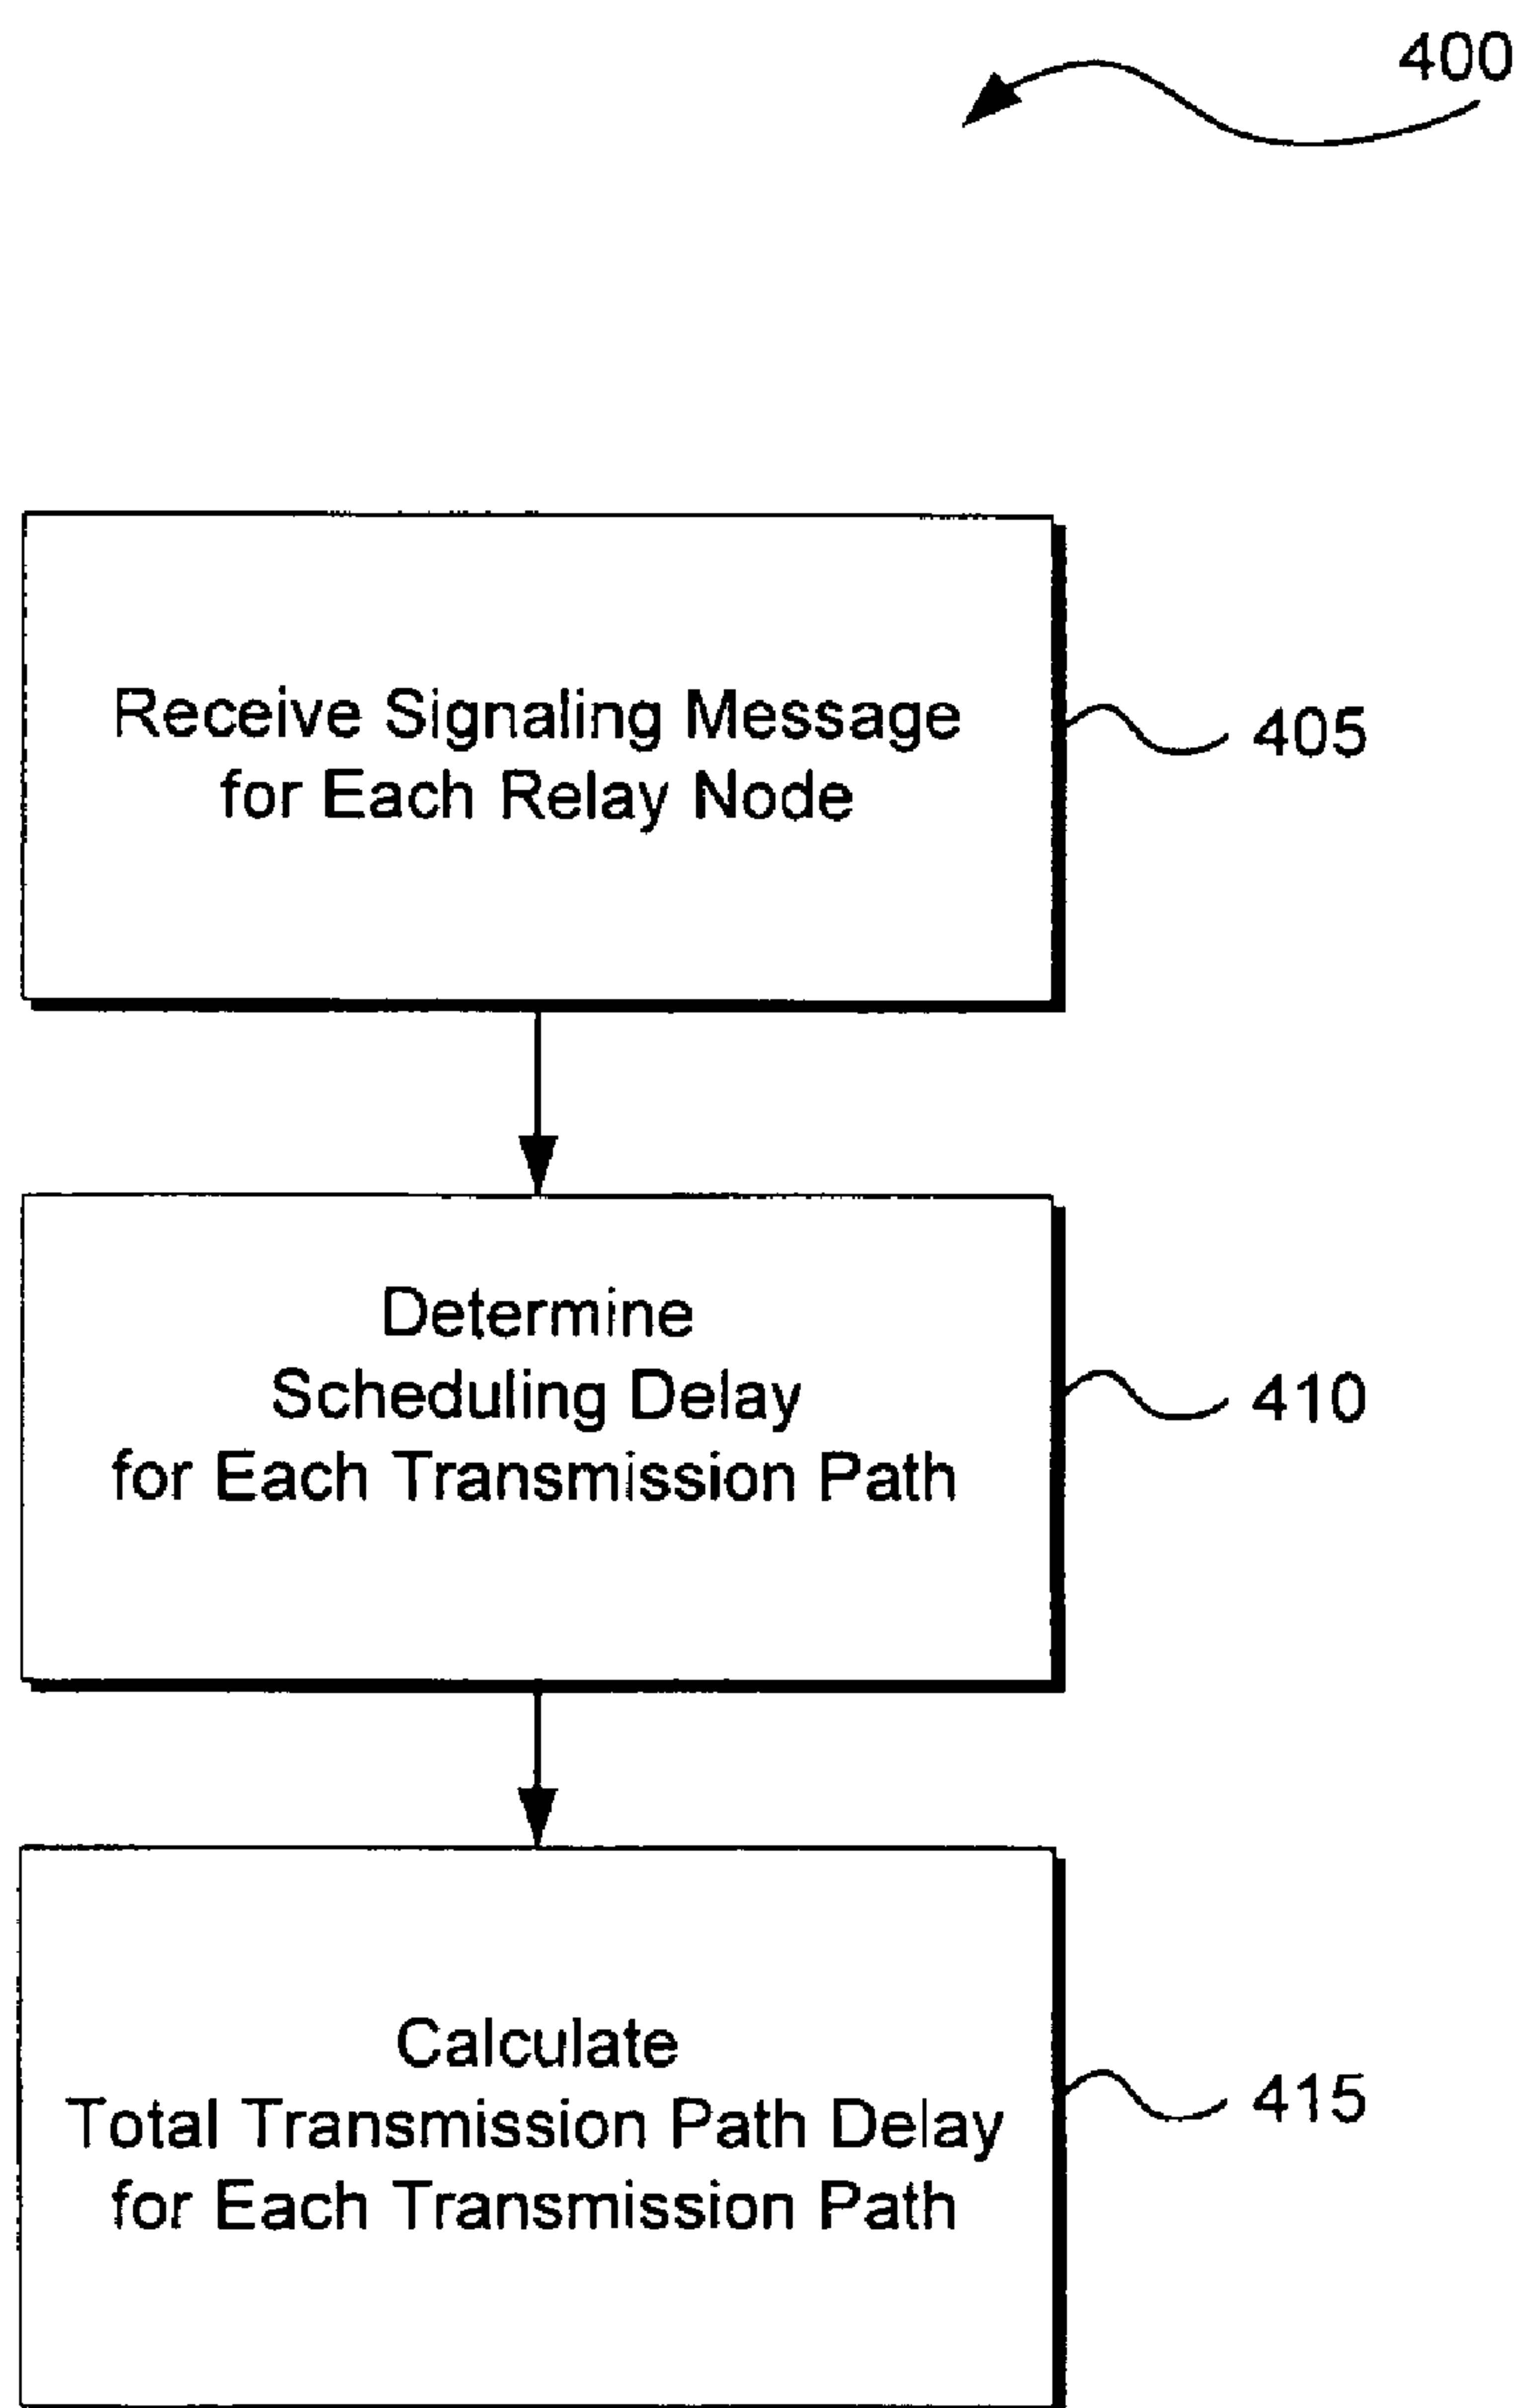 400
Receive Signaling Message
for Each Relay Node
405
Determine
Scheduling Delay
for Each Transmission Path
410
Calculate
Total Transmission Path Delay
for Each Transmission Path
415